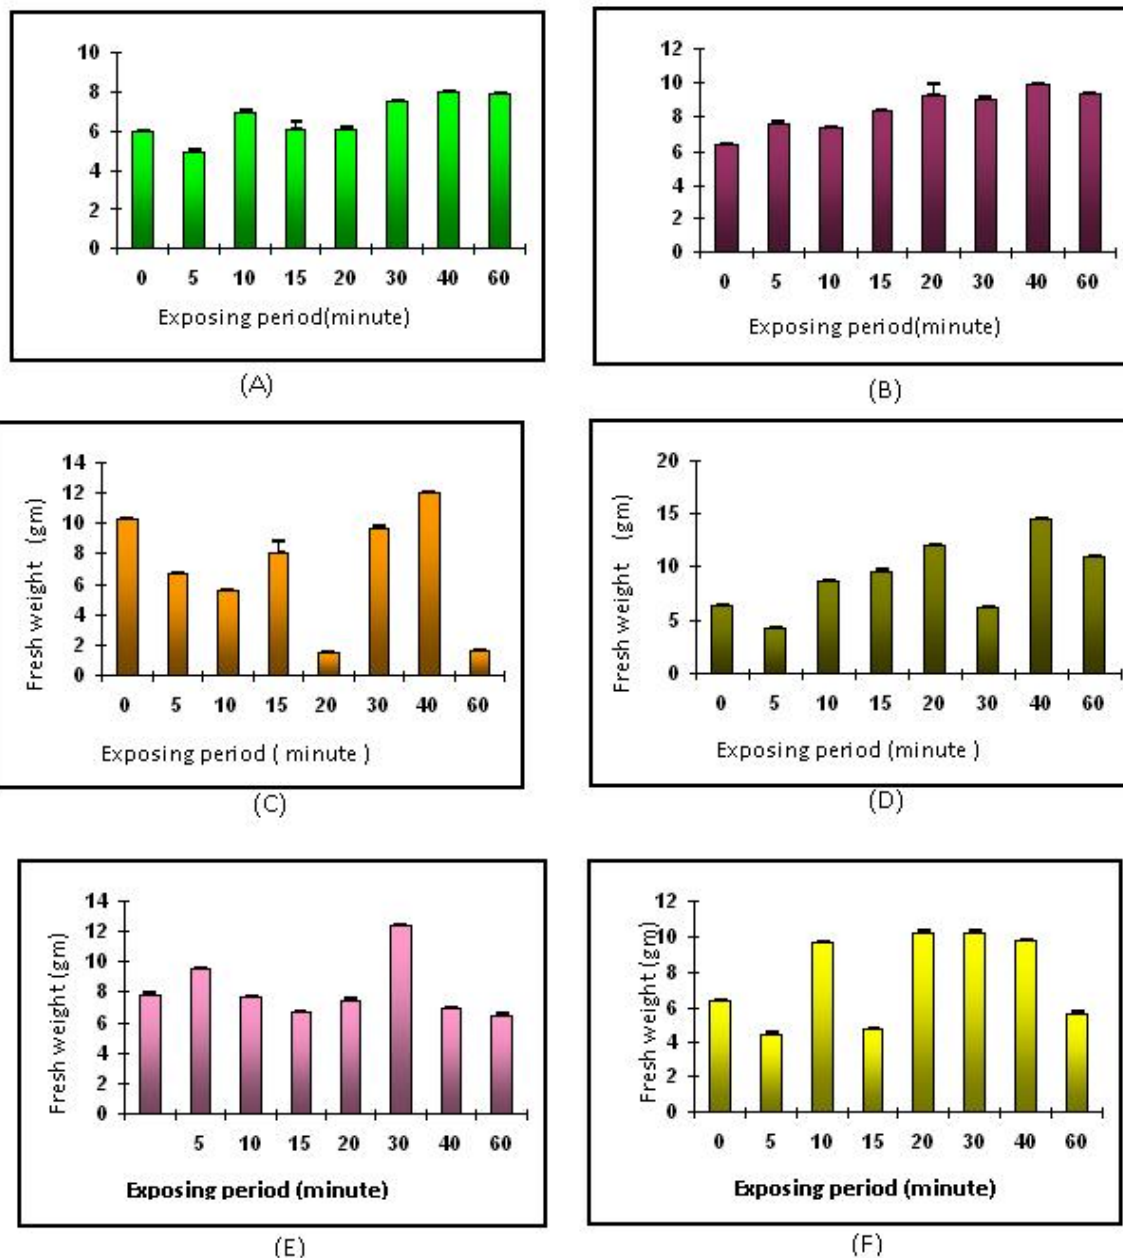 10
8
6
4
2
0
0 5 10 15 20 30 40 60
Exposing period(minute)
(A)
12
10
8
6
4
2
0
0 5 10 15 20 30 40 60
Exposing period(minute)
(B)
Fresh weight (gm)
14
12
10
8
6
4
2
0
0 5 10 15 20 30 40 60
Exposing period ( minute )
(C)
Fresh weight (gm)
20
15
10
5
0
0 5 10 15 20 30 40 60
Exposing period (minute)
(D)
Fresh weight (gm)
14
12
10
8
6
4
2
0
5 10 15 20 30 40 60
Exposing period (minute)
(E)
Fresh weight (gm)
12
10
8
6
4
2
0
0 5 10 15 20 30 40 60
Exposing period (minute)
(F)